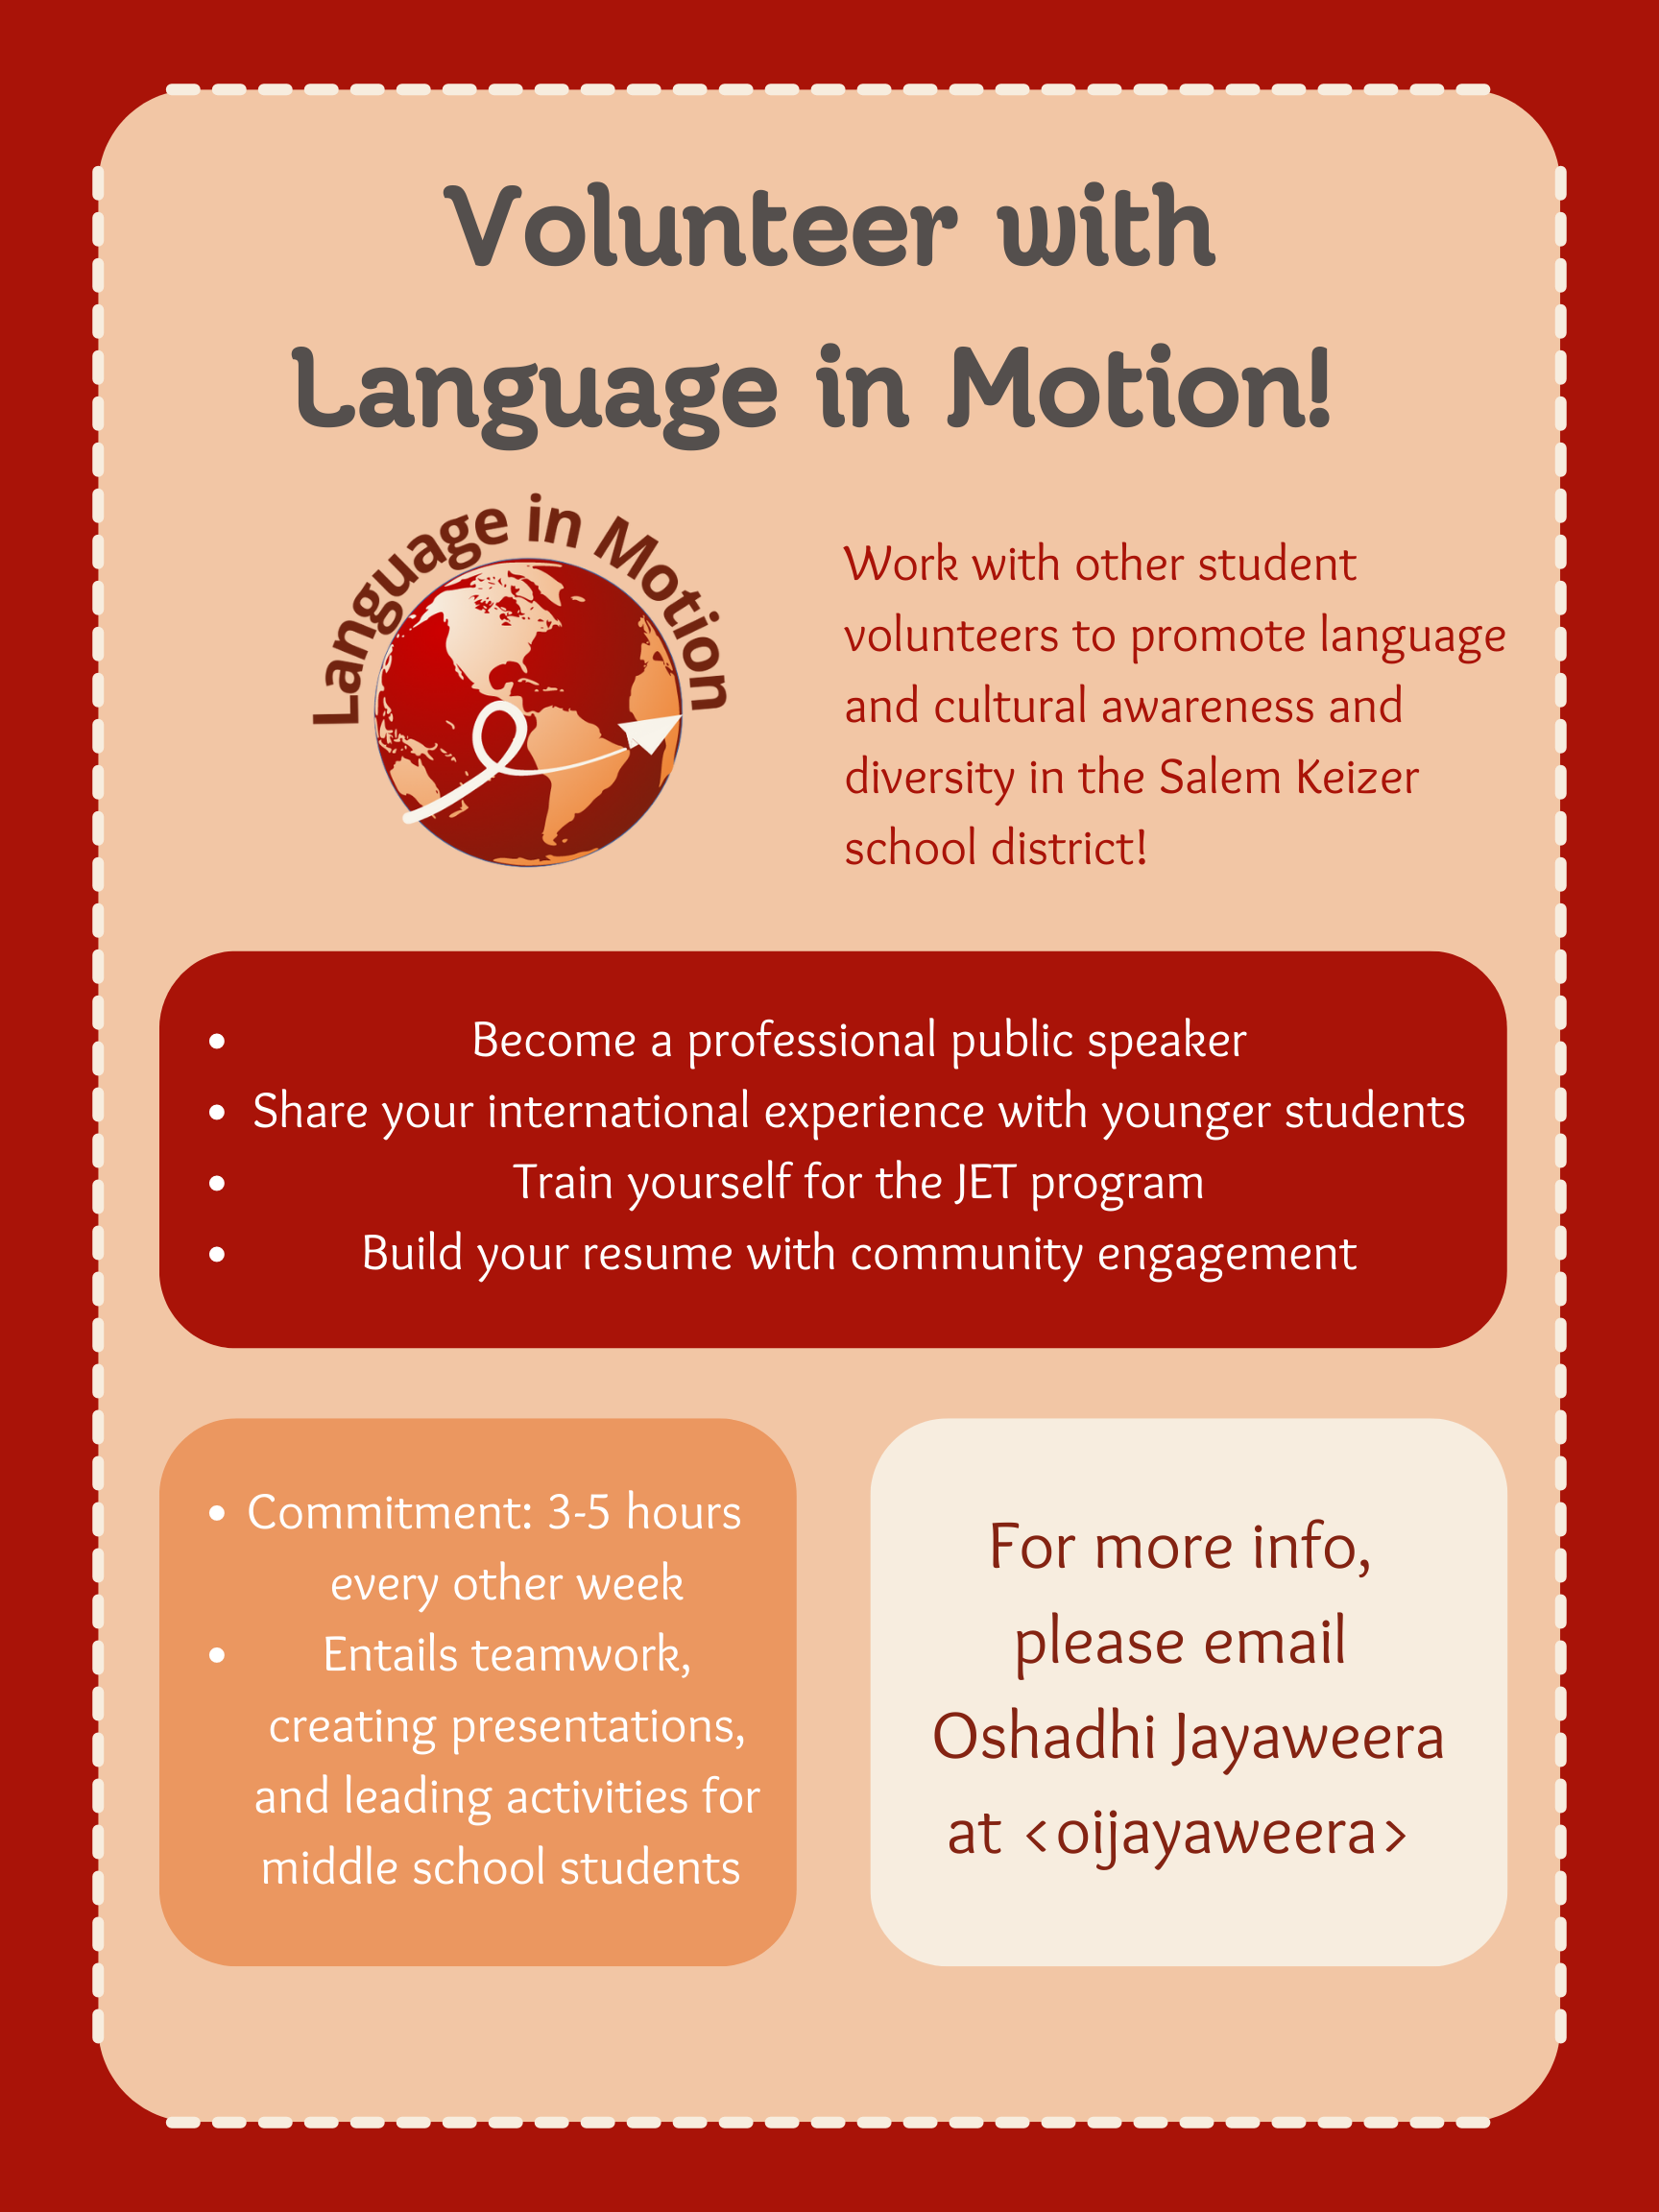 Volunteer with
Language in Motion!
Language in Motion
Work with other student
volunteers to promote language
and cultural awareness and
diversity in the Salem Keizer
school district!
• Become a professional public speaker
• Share your international experience with younger students
• Train yourself for the JET program
• Build your resume with community engagement
• Commitment: 3-5 hours
every other week
• Entails teamwork,
creating presentations,
and leading activities for
middle school students
For more info,
please email
Oshadhi Jayaweera
at <oijayaweera>